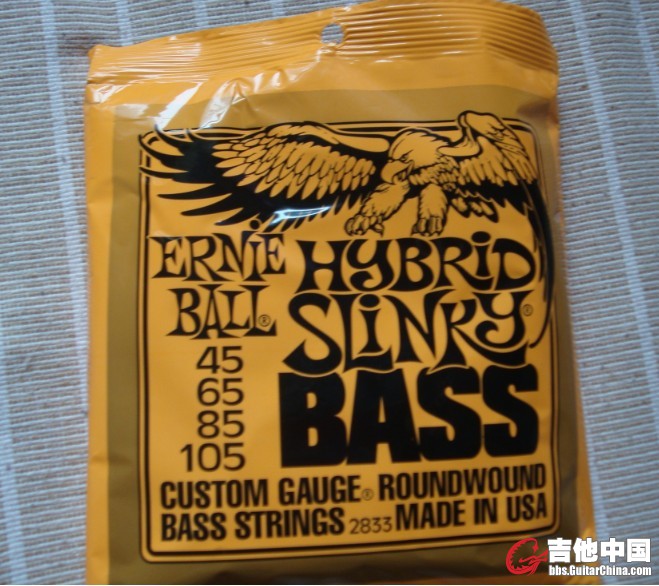 ERNIE
BALL®
HYBRID
SLINKY®
BASS
45
65
85
105
CUSTOM GAUGE® ROUNDWOUND
BASS STRINGS 2833 MADE IN USA
吉他中国
bbs.GuitarChina.com